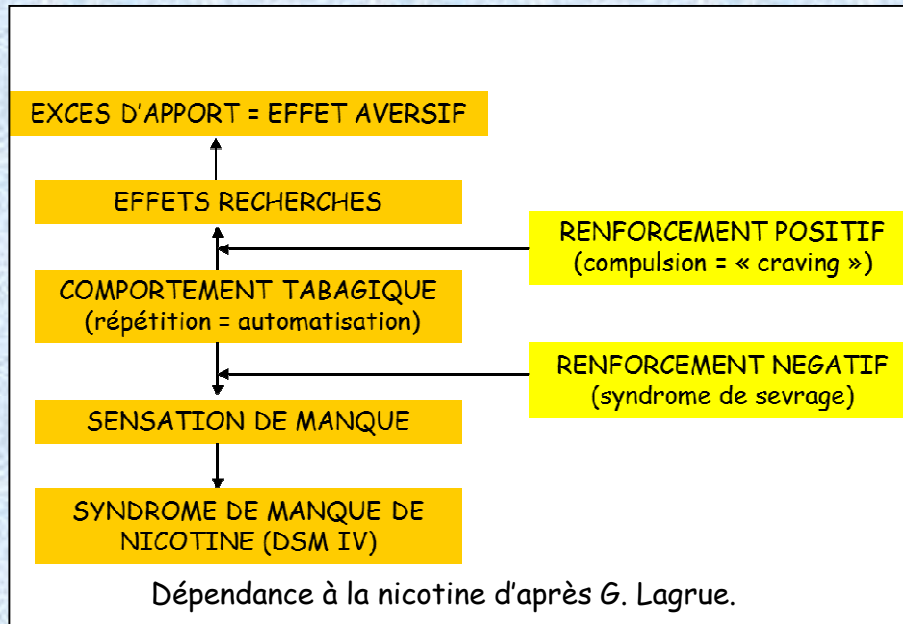 EXCES D'APPORT = EFFET AVERSIF
EFFETS RECHERCHES
RENFORCEMENT POSITIF
(compulsion = « craving »)
COMPORTEMENT TABAGIQUE
(répétition = automatisation)
RENFORCEMENT NEGATIF
(syndrome de sevrage)
SENSATION DE MANQUE
SYNDROME DE MANQUE DE
NICOTINE (DSM IV)
Dépendance à la nicotine d'après G. Lagrue.